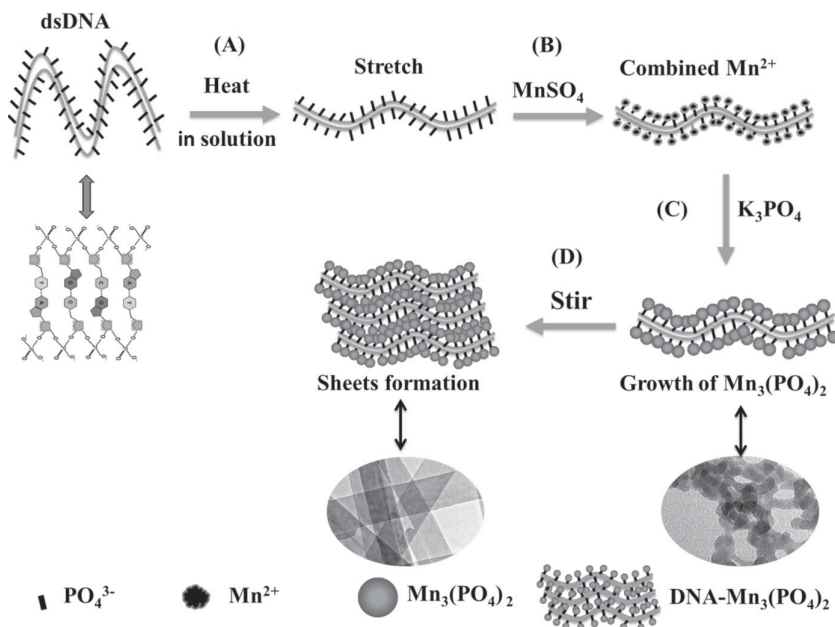 dsDNA
(A)
Heat
in solution
Stretch
(B)
MnSO₄
Combined Mn²⁺
(C)
K₃PO₄
(D)
Stir
Sheets formation
Growth of Mn₃(PO₄)₂
PO₄³⁻
Mn²⁺
Mn₃(PO₄)₂
DNA-Mn₃(PO₄)₂